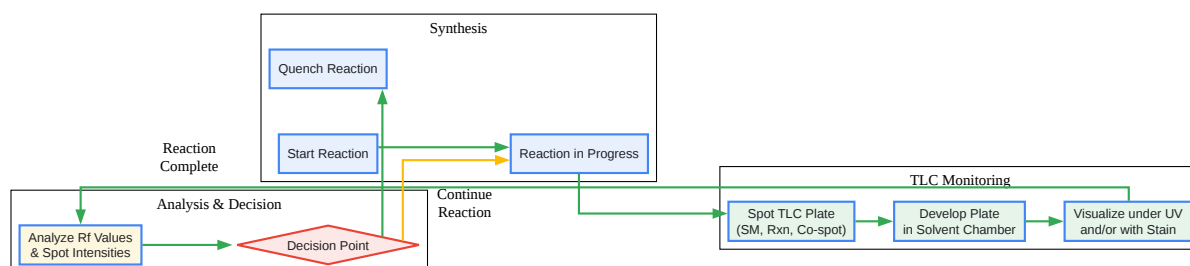 Synthesis
Quench Reaction
Start Reaction
Reaction in Progress
Reaction
Complete
Continue
Reaction
Analysis & Decision
Analyze Rf Values
& Spot Intensities
Decision Point
TLC Monitoring
Spot TLC Plate
(SM, Rxn, Co-spot)
Develop Plate
in Solvent Chamber
Visualize under UV
and/or with Stain